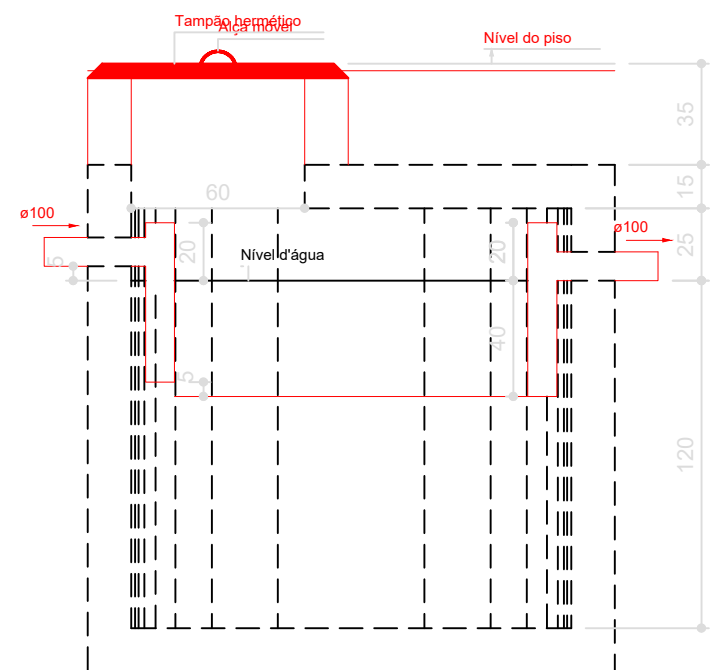 Tampão hermético
Alça móvel
Nível do piso
35
15
60
ø100
ø100
20
20
25
Nível d'água
5
40
5
120